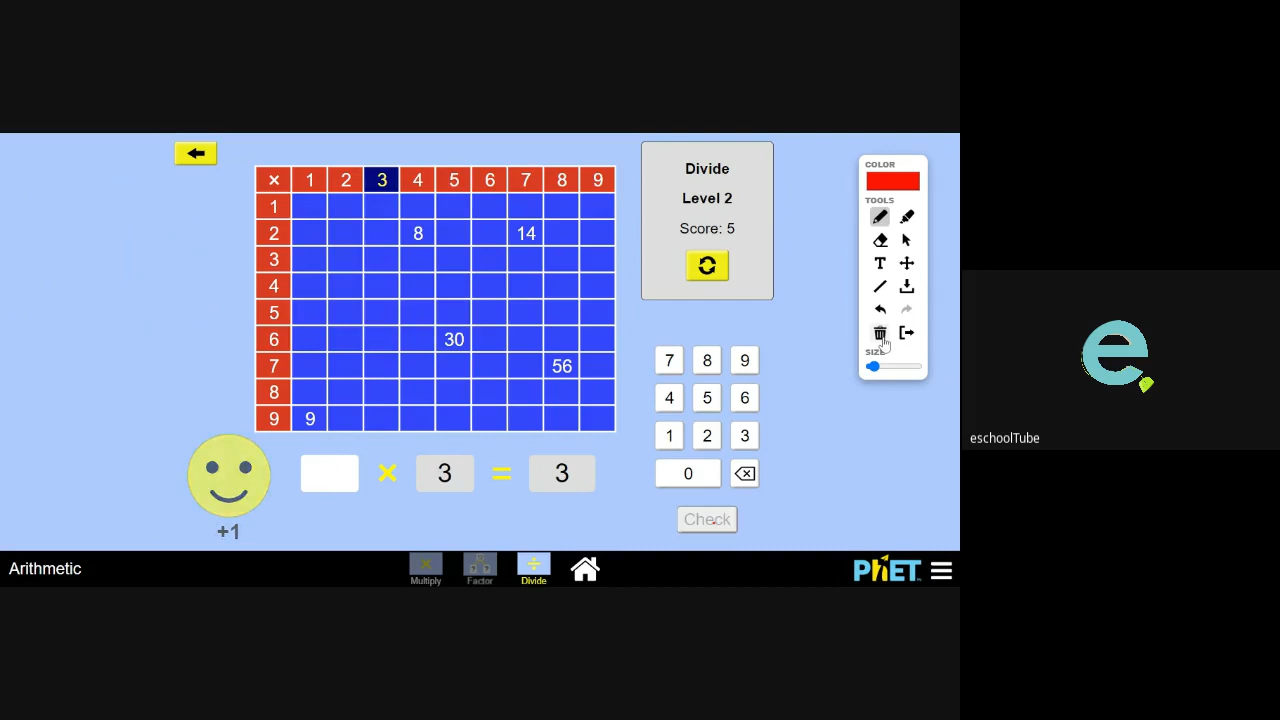 × 1 2 3 4 5 6 7 8 9
1
2 8 14
3
4
5
6 30
7 56
8
9 9
+1
× 3 = 3
Divide
Level 2
Score: 5
7 8 9
4 5 6
1 2 3
0
Check
COLOR
TOOLS
T
SIZE
Arithmetic
Multiply
Factor
Divide
PhET
e
eschoolTube